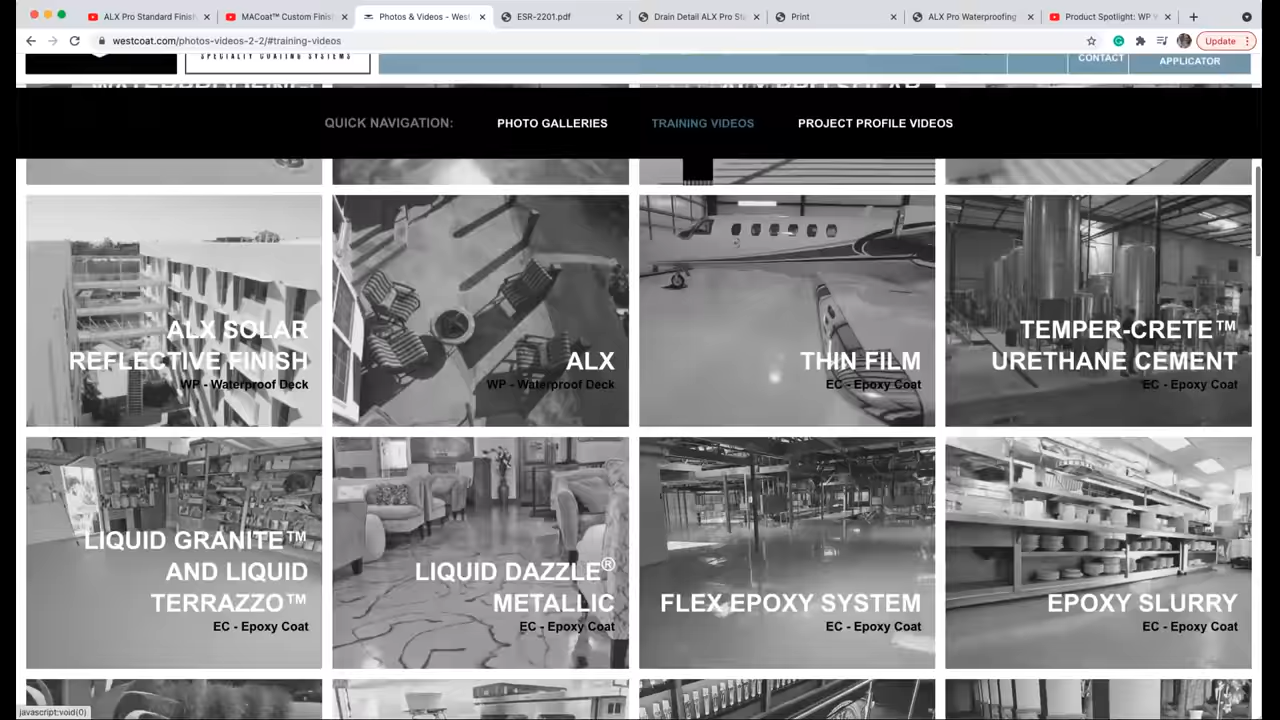 ALX Pro Standard Finish
MACoat™ Custom Finis
Photos & Videos - West
ESR-2201.pdf
Drain Detail ALX Pro Sta
Print
ALX Pro Waterproofing
Product Spotlight: WP
westcoat.com/photos-videos-2-2/#training-videos
Update
SPECIALTY COATING SYSTEMS
CONTACT
APPLICATOR
QUICK NAVIGATION:
PHOTO GALLERIES
TRAINING VIDEOS
PROJECT PROFILE VIDEOS
ALX SOLAR
REFLECTIVE FINISH
WP - Waterproof Deck
ALX
WP - Waterproof Deck
THIN FILM
EC - Epoxy Coat
TEMPER-CRETE™
URETHANE CEMENT
EC - Epoxy Coat
LIQUID GRANITE™
AND LIQUID
TERRAZZO™
EC - Epoxy Coat
LIQUID DAZZLE®
METALLIC
EC - Epoxy Coat
FLEX EPOXY SYSTEM
EC - Epoxy Coat
EPOXY SLURRY
EC - Epoxy Coat
javascript:void(0)